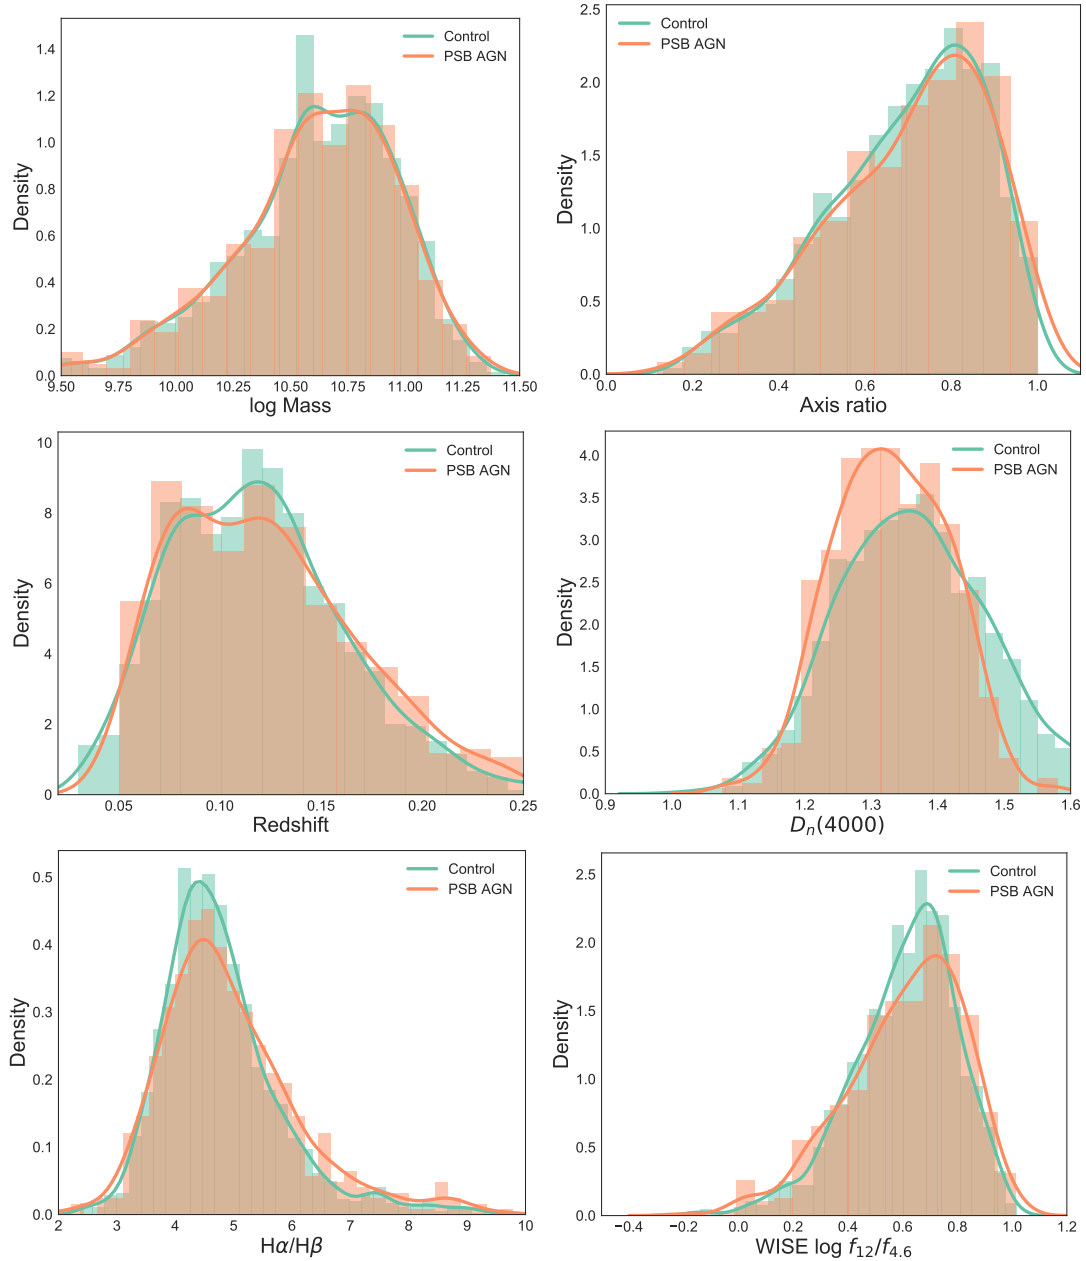 Control
PSB AGN
Density
1.4
1.2
1.0
0.8
0.6
0.4
0.2
0.0
9.50 9.75 10.00 10.25 10.50 10.75 11.00 11.25 11.50
log Mass
Control
PSB AGN
Density
2.5
2.0
1.5
1.0
0.5
0.0
0.0 0.2 0.4 0.6 0.8 1.0
Axis ratio
Control
PSB AGN
Density
10
8
6
4
2
0
0.05 0.10 0.15 0.20 0.25
Redshift
Control
PSB AGN
Density
4.0
3.5
3.0
2.5
2.0
1.5
1.0
0.5
0.0
0.9 1.0 1.1 1.2 1.3 1.4 1.5 1.6
Dn(4000)
Control
PSB AGN
Density
0.5
0.4
0.3
0.2
0.1
0.0
2 3 4 5 6 7 8 9 10
Hα/Hβ
Control
PSB AGN
Density
2.5
2.0
1.5
1.0
0.5
0.0
−0.4 −0.2 0.0 0.2 0.4 0.6 0.8 1.0 1.2
WISE log f12/f4.6